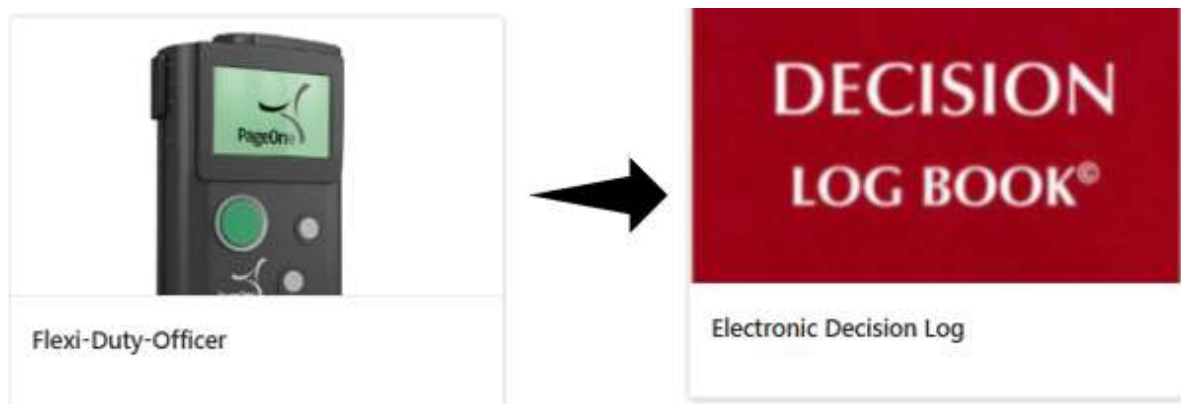 PageOne
Flexi-Duty-Officer
DECISION
LOG BOOK©
Electronic Decision Log